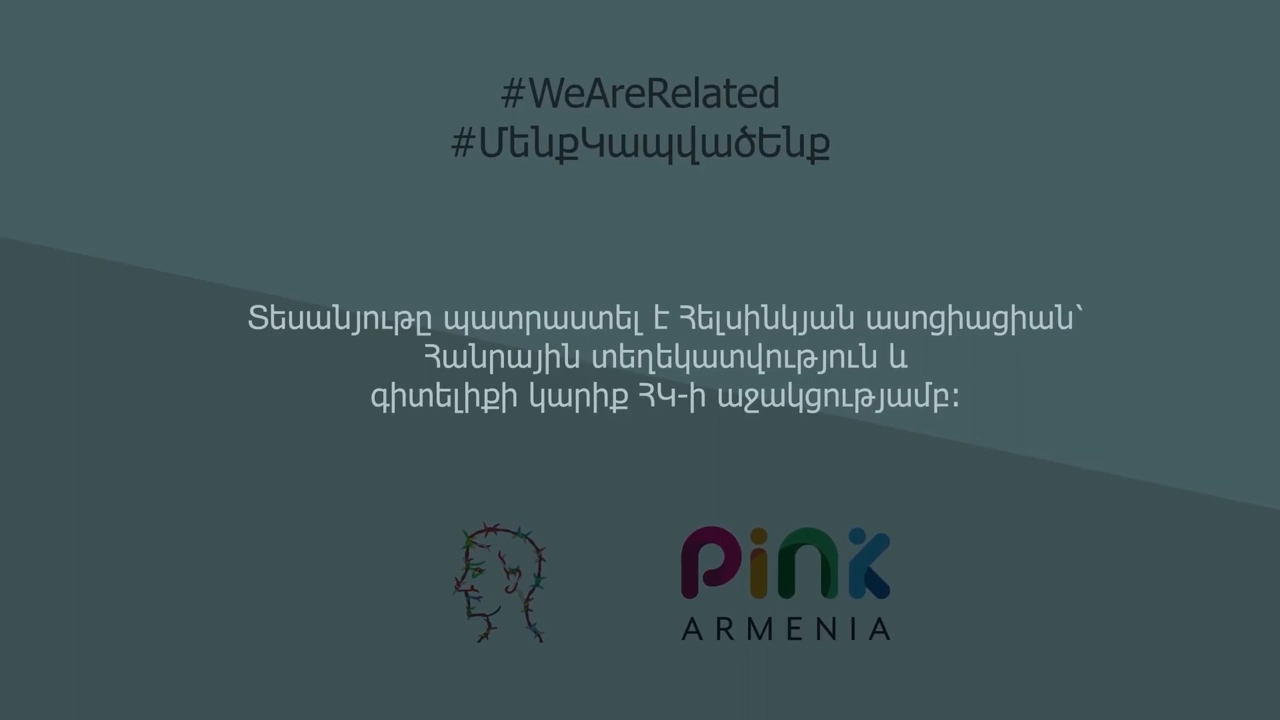 #WeAreRelated
#ՄենքԿապվածԵնք
Տեսանյութը պատրաստել է Հելսինկյան ասոցիացիան՝
Հանրային տեղեկատվություն և
գիտելիքի կարիք ՀԿ-ի աջակցությամբ։
pink
ARMENIA